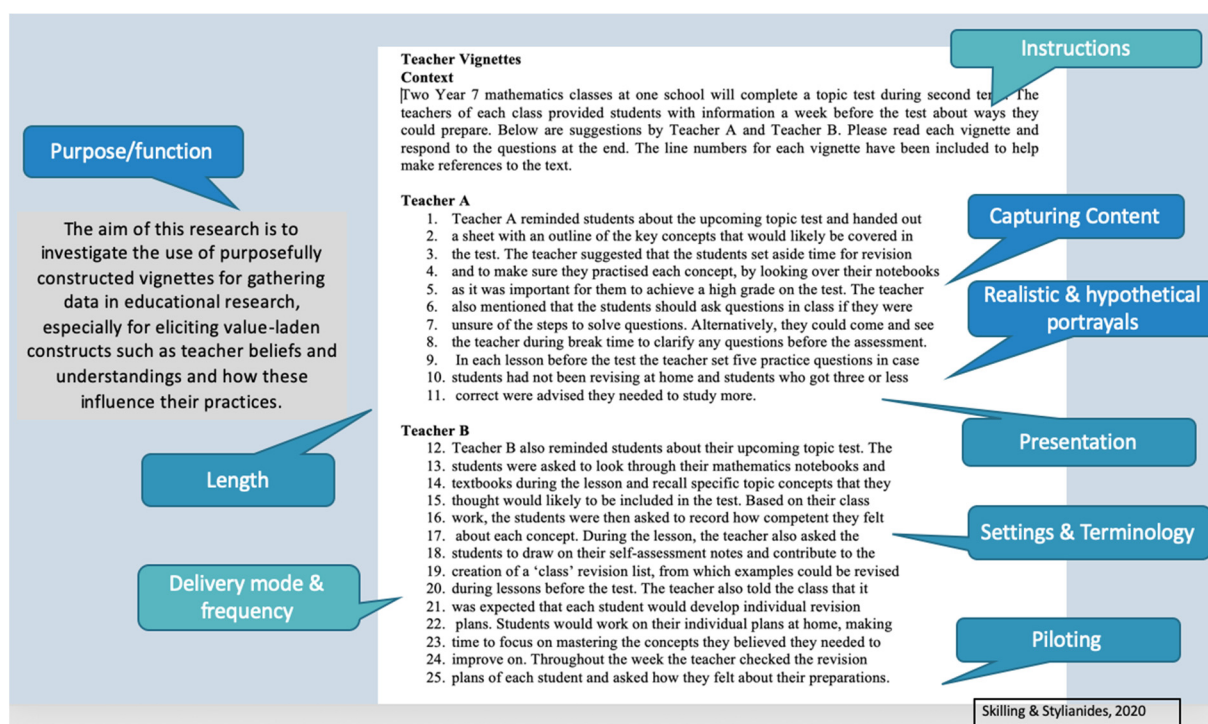 Instructions
Teacher Vignettes
Context
Two Year 7 mathematics classes at one school will complete a topic test during second The
teachers of each class provided students with information a week before the test about ways they
could prepare. Below are suggestions by Teacher A and Teacher B. Please read each vignette and
respond to the questions at the end. The line numbers for each vignette have been included to help
make references to the text.
Purpose/function
The aim of this research is to
investigate the use of purposefully
constructed vignettes for gathering
data in educational research,
especially for eliciting value-laden
constructs such as teacher beliefs and
understandings and how these
influence their practices.
Teacher A
1. Teacher A reminded students about the upcoming topic test and handed out
2. a sheet with an outline of the key concepts that would likely be covered in
3. the test. The teacher suggested that the students set aside time for revision
4. and to make sure they practised each concept, by looking over their notebooks
5. as it was important for them to achieve a high grade on the test. The teacher
6. also mentioned that the students should ask questions in class if they were
7. unsure of the steps to solve questions. Alternatively, they could come and see
8. the teacher during break time to clarify any questions before the assessment.
9. In each lesson before the test the teacher set five practice questions in case
10. students had not been revising at home and students who got three or less
11. correct were advised they needed to study more.
Capturing Content
Realistic & hypothetical
portrayals
Presentation
Length
Teacher B
12. Teacher B also reminded students about their upcoming topic test. The
13. students were asked to look through their mathematics notebooks and
14. textbooks during the lesson and recall specific topic concepts that they
15. thought would likely to be included in the test. Based on their class
16. work, the students were then asked to record how competent they felt
17. about each concept. During the lesson, the teacher also asked the
18. students to draw on their self-assessment notes and contribute to the
19. creation of a ‘class’ revision list, from which examples could be revised
20. during lessons before the test. The teacher also told the class that it
21. was expected that each student would develop individual revision
22. plans. Students would work on their individual plans at home, making
23. time to focus on mastering the concepts they believed they needed to
24. improve on. Throughout the week the teacher checked the revision
25. plans of each student and asked how they felt about their preparations.
Settings & Terminology
Delivery mode &
frequency
Piloting
Skilling & Stylianides, 2020